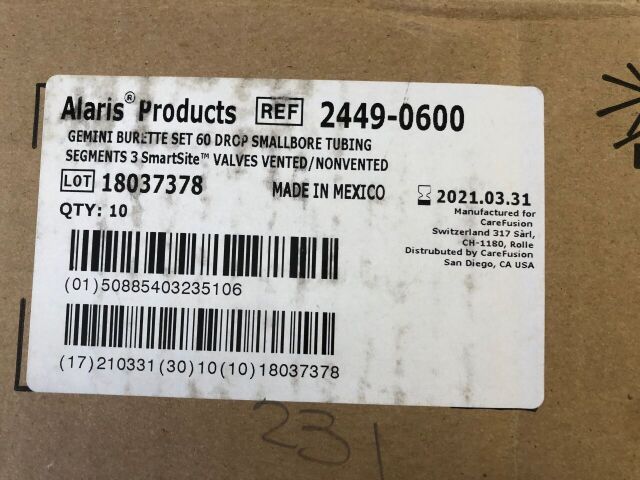 Alaris® Products REF 2449-0600
GEMINI BURETTE SET 60 DROP SMALLBORE TUBING
SEGMENTS 3 SmartSite™ VALVES VENTED/NONVENTED
LOT 18037378 MADE IN MEXICO 2021.03.31
QTY: 10
Manufactured for
CareFusion
Switzerland 317 Sàrl,
CH-1180, Rolle
Distrubuted by CareFusion
San Diego, CA USA
(01)50885403235106
(17)210331(30)10(10)18037378
231